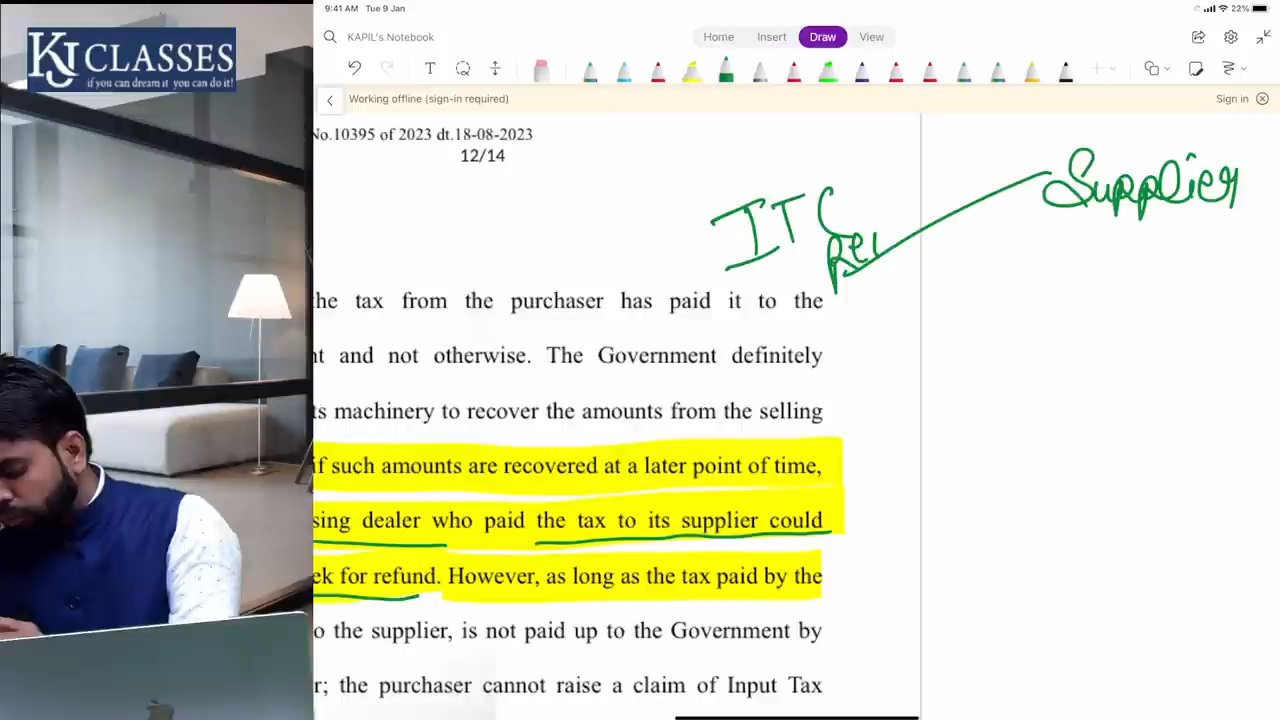 9:41 AM Tue 9 Jan
22%
KJ CLASSES
if you can dream it you can do it!
KAPIL's Notebook
Home Insert Draw View
Working offline (sign-in required)
Sign in
No.10395 of 2023 dt.18-08-2023
12/14
Supplier
ITC
the tax from the purchaser has paid it to the
nt and not otherwise. The Government definitely
ts machinery to recover the amounts from the selling
if such amounts are recovered at a later point of time,
sing dealer who paid the tax to its supplier could
ek for refund. However, as long as the tax paid by the
o the supplier, is not paid up to the Government by
r; the purchaser cannot raise a claim of Input Tax